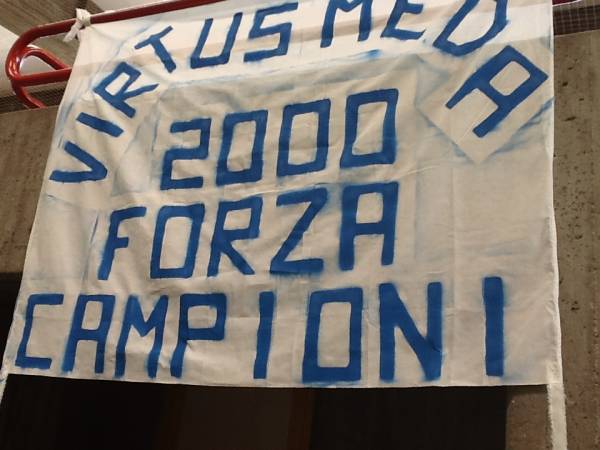 VIRTUS MEDA
2000
FORZA
CAMPIONI